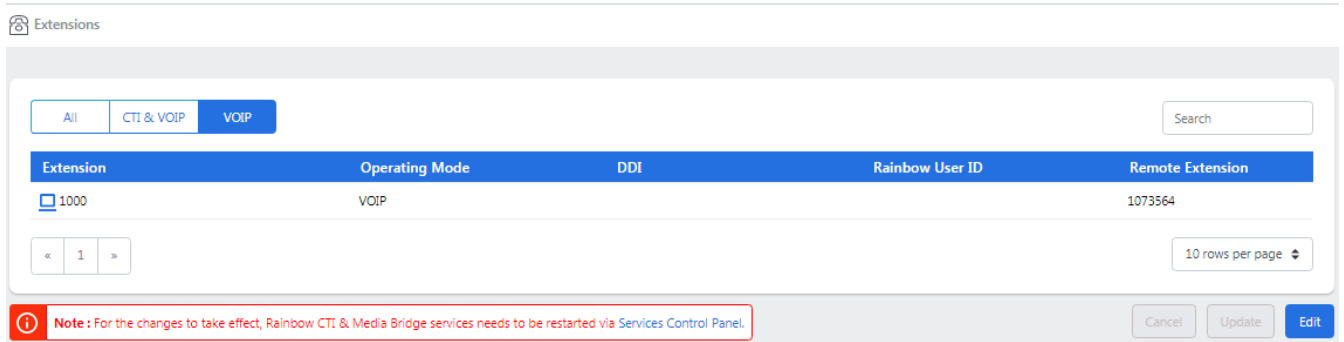 Extensions
All CTI & VOIP VOIP Search
Extension Operating Mode DDI Rainbow User ID Remote Extension
1000 VOIP 1073564
« 1 » 10 rows per page
Note : For the changes to take effect, Rainbow CTI & Media Bridge services needs to be restarted via Services Control Panel. Cancel Update Edit